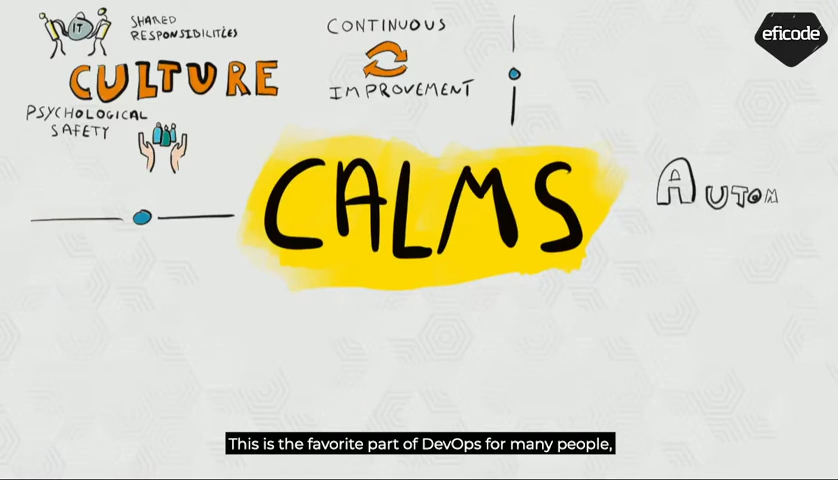 IT
SHARED
RESPONSIBILITIES
CULTURE
PSYCHOLOGICAL
SAFETY
CONTINUOUS
IMPROVEMENT
eficode
CALMS
AUTOM
This is the favorite part of DevOps for many people,